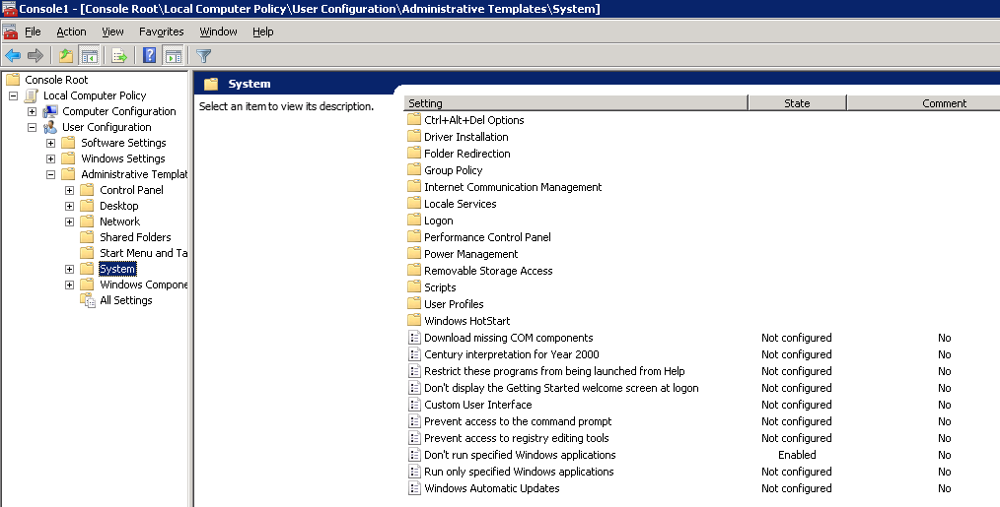 Console1 - [Console Root\Local Computer Policy\User Configuration\Administrative Templates\System]
File Action View Favorites Window Help
Console Root
Local Computer Policy
Computer Configuration
User Configuration
Software Settings
Windows Settings
Administrative Templat
Control Panel
Desktop
Network
Shared Folders
Start Menu and Ta
System
Windows Compone
All Settings
System
Select an item to view its description.
Setting State Comment
Ctrl+Alt+Del Options
Driver Installation
Folder Redirection
Group Policy
Internet Communication Management
Locale Services
Logon
Performance Control Panel
Power Management
Removable Storage Access
Scripts
User Profiles
Windows HotStart
Download missing COM components Not configured No
Century interpretation for Year 2000 Not configured No
Restrict these programs from being launched from Help Not configured No
Don't display the Getting Started welcome screen at logon Not configured No
Custom User Interface Not configured No
Prevent access to the command prompt Not configured No
Prevent access to registry editing tools Not configured No
Don't run specified Windows applications Enabled No
Run only specified Windows applications Not configured No
Windows Automatic Updates Not configured No